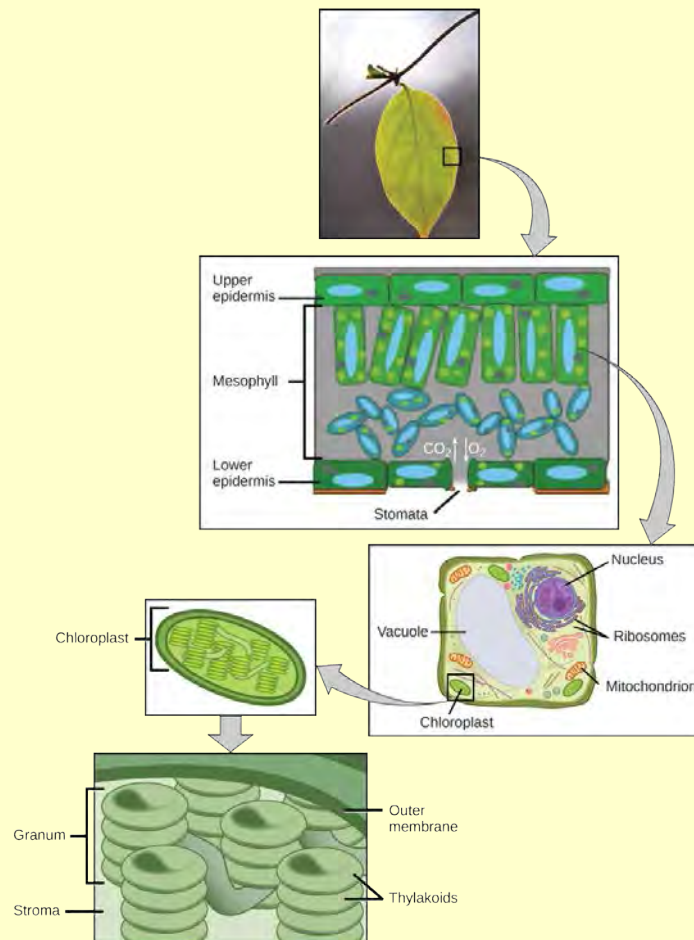 Upper
epidermis
Mesophyll
CO2 O2
Lower
epidermis
Stomata
Nucleus
Vacuole
Ribosomes
Mitochondrion
Chloroplast
Chloroplast
Granum
Outer
membrane
Thylakoids
Stroma